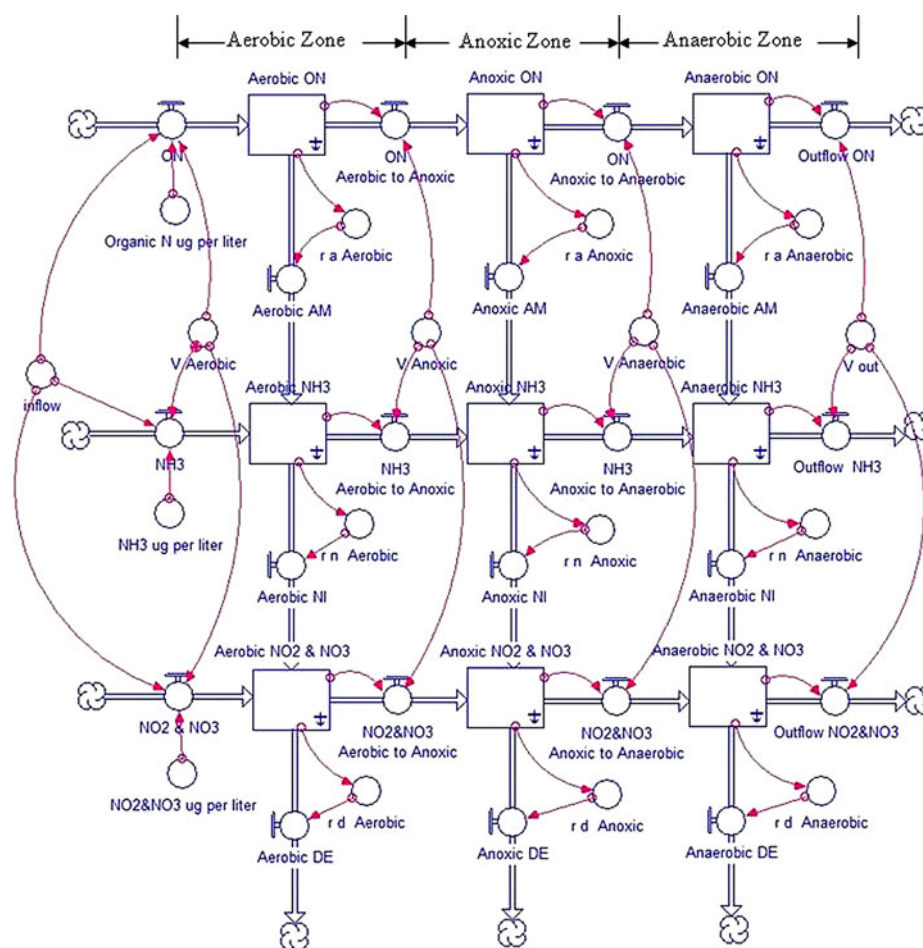 Aerobic Zone Anoxic Zone Anaerobic Zone
Aerobic ON Anoxic ON Anaerobic ON
ON ON ON Outflow ON
Aerobic to Anoxic Anoxic to Anaerobic
Organic N ug per liter
r a Aerobic r a Anoxic r a Anaerobic
Aerobic AM Anoxic AM Anaerobic AM
V Aerobic V Anoxic V Anaerobic V out
inflow
Aerobic NH3 Anoxic NH3 Anaerobic NH3
NH3 NH3 NH3 Outflow NH3
Aerobic to Anoxic Anoxic to Anaerobic
NH3 ug per liter
r n Aerobic r n Anoxic r n Anaerobic
Aerobic NI Anoxic NI Anaerobic NI
Aerobic NO2 & NO3 Anoxic NO2 & NO3 Anaerobic NO2 & NO3
NO2 & NO3 NO2&NO3 NO2&NO3 Outflow NO2&NO3
Aerobic to Anoxic Anoxic to Anaerobic
NO2&NO3 ug per liter
r d Aerobic r d Anoxic r d Anaerobic
Aerobic DE Anoxic DE Anaerobic DE